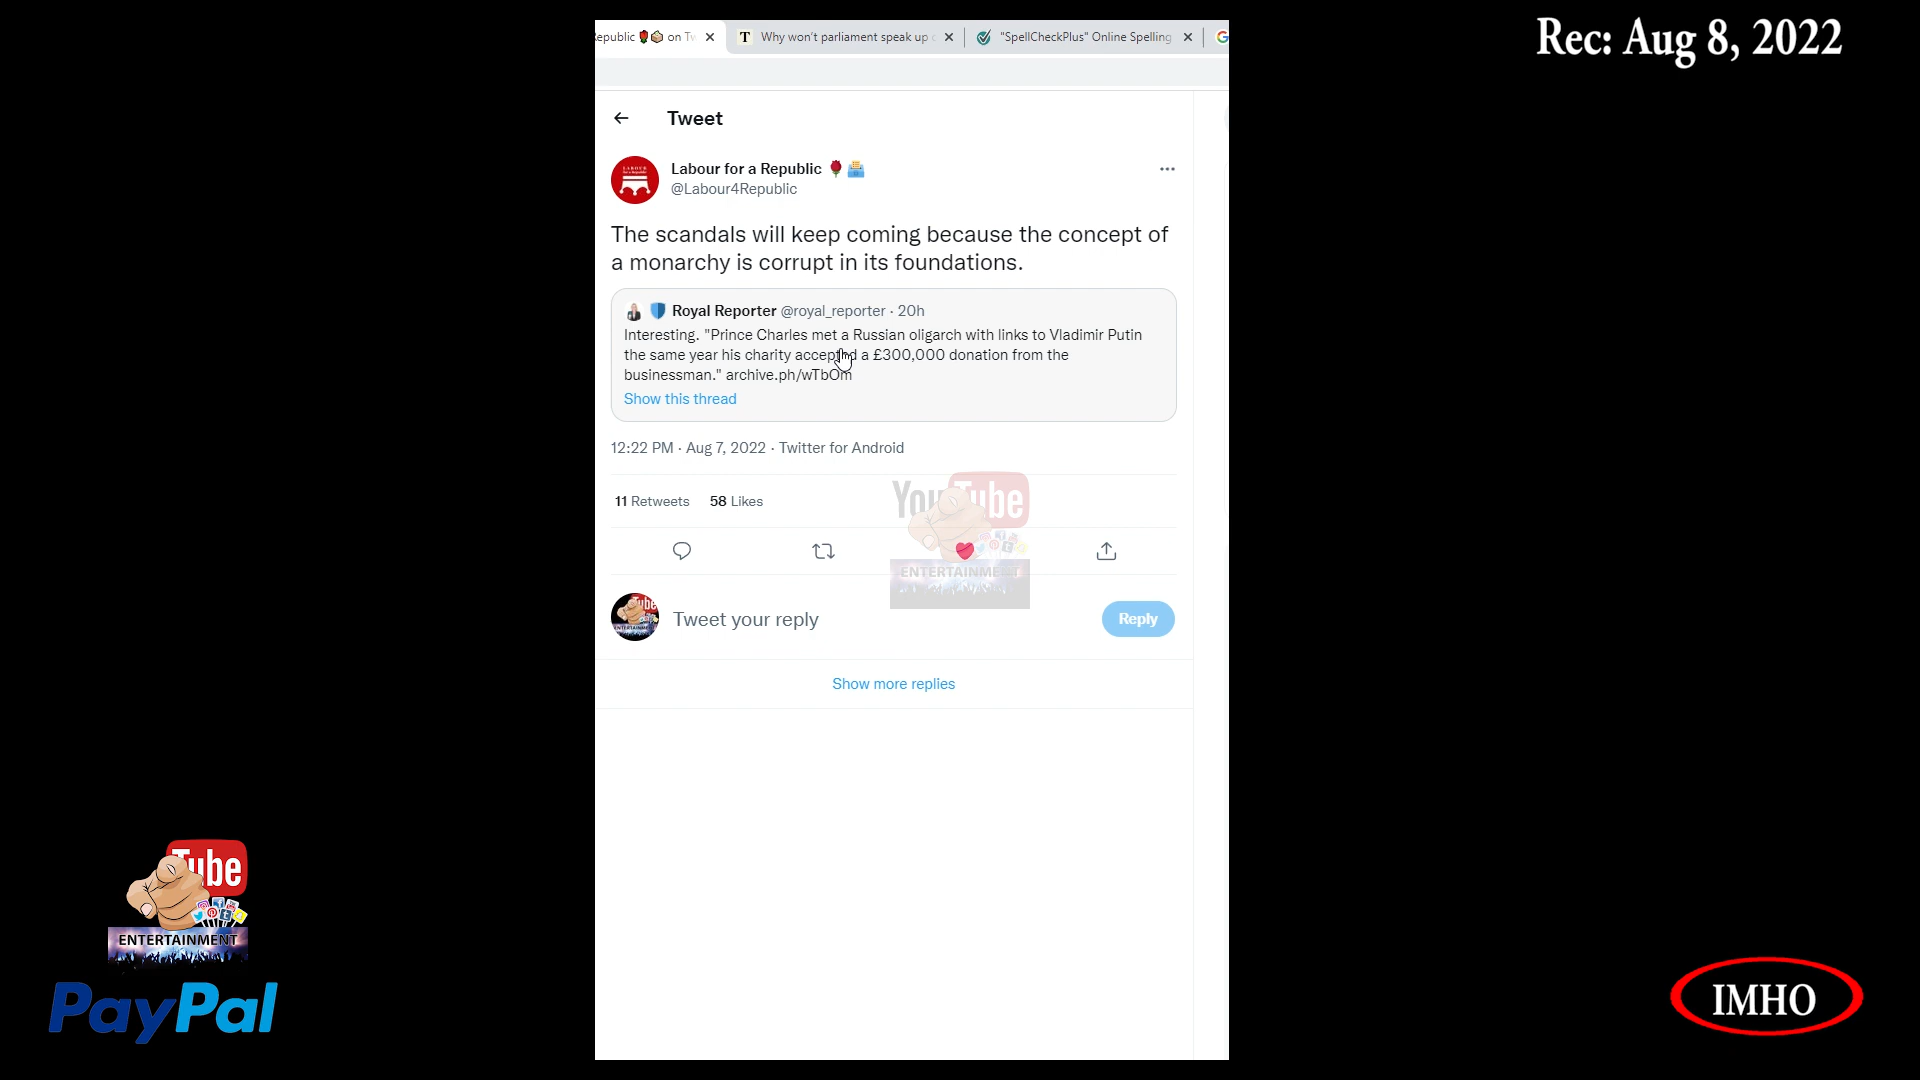 Rec: Aug 8, 2022
Republic 🌹🗳 on Tw
Why won't parliament speak up
"SpellCheckPlus" Online Spelling
Tweet
Labour for a Republic 🌹🗳
@Labour4Republic
The scandals will keep coming because the concept of
a monarchy is corrupt in its foundations.
Royal Reporter @royal_reporter · 20h
Interesting. "Prince Charles met a Russian oligarch with links to Vladimir Putin
the same year his charity accepted a £300,000 donation from the
businessman." archive.ph/wTbOm
Show this thread
12:22 PM · Aug 7, 2022 · Twitter for Android
11 Retweets 58 Likes
YouTube
ENTERTAINMENT
Tweet your reply
Reply
Show more replies
Tube
ENTERTAINMENT
PayPal
IMHO